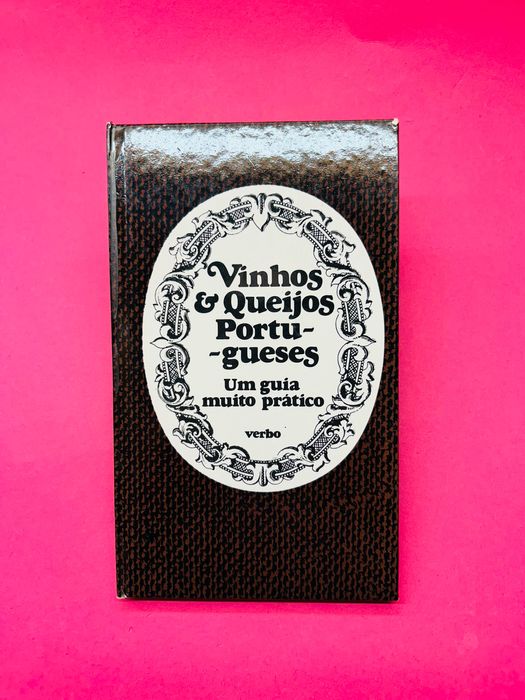 Vinhos
& Queijos
Portu-
-gueses
Um guia
muito prático
verbo